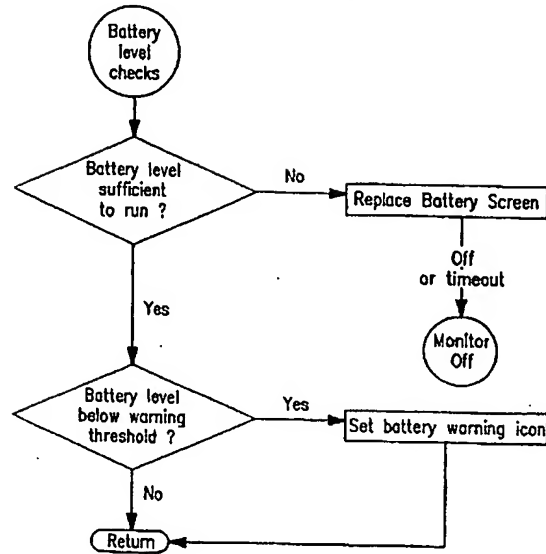 Battery
level
checks
Battery level
sufficient
to run ?
No
Replace Battery Screen
Off
or timeout
Monitor
Off
Yes
Battery level
below warning
threshold ?
Yes
Set battery warning icon
No
Return